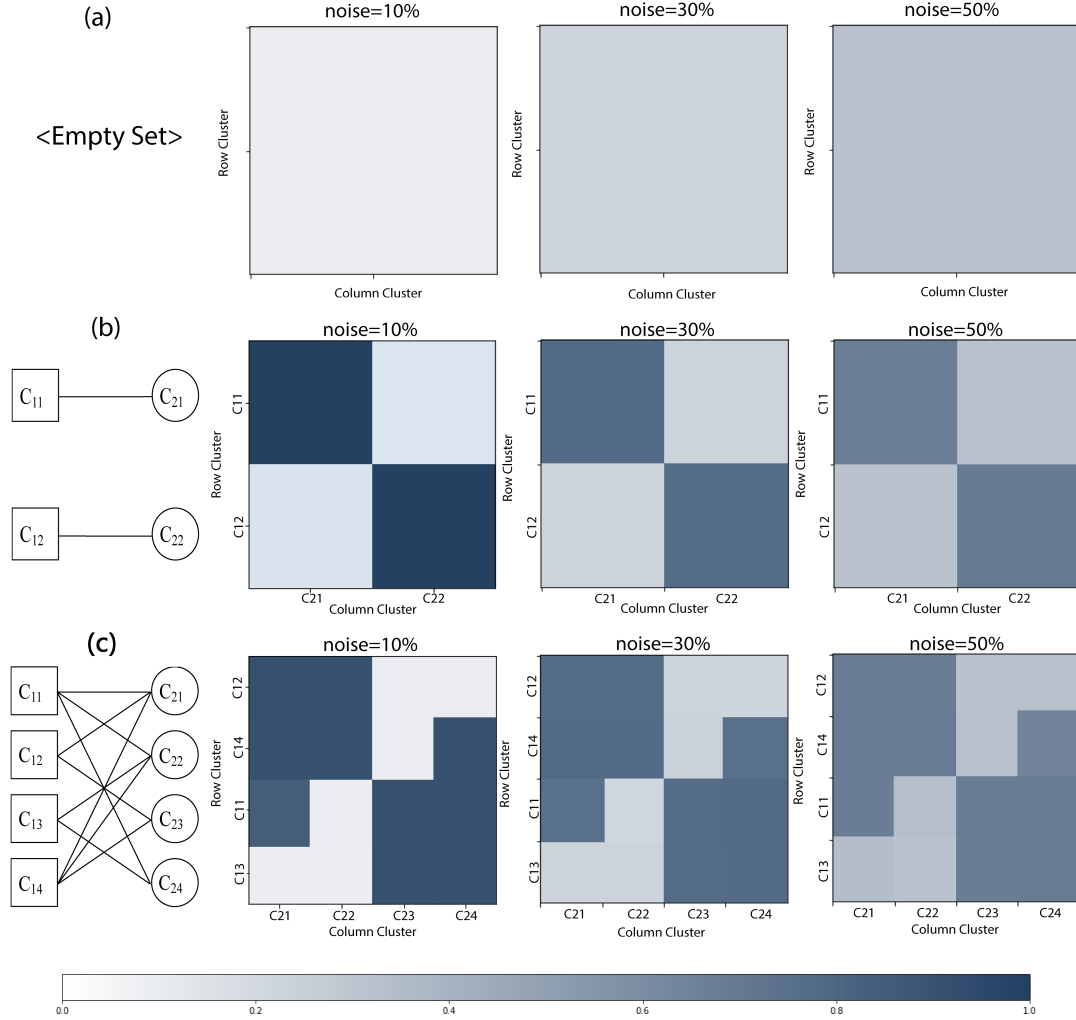 (a)
noise=10%
noise=30%
noise=50%
<Empty Set>
Row Cluster
Row Cluster
Row Cluster
Column Cluster
Column Cluster
Column Cluster
(b)
noise=10%
noise=30%
noise=50%
C11
C21
C12
C22
Row Cluster
C11
C12
C21
C22
Column Cluster
Row Cluster
C11
C12
C21
C22
Column Cluster
Row Cluster
C11
C12
C21
C22
Column Cluster
(c)
noise=10%
noise=30%
noise=50%
C11
C21
C12
C22
C13
C23
C14
C24
Row Cluster
C12
C14
C11
C13
C21
C22
C23
C24
Column Cluster
Row Cluster
C12
C14
C11
C13
C21
C22
C23
C24
Column Cluster
Row Cluster
C12
C14
C11
C13
C21
C22
C23
C24
Column Cluster
0.0
0.2
0.4
0.6
0.8
1.0